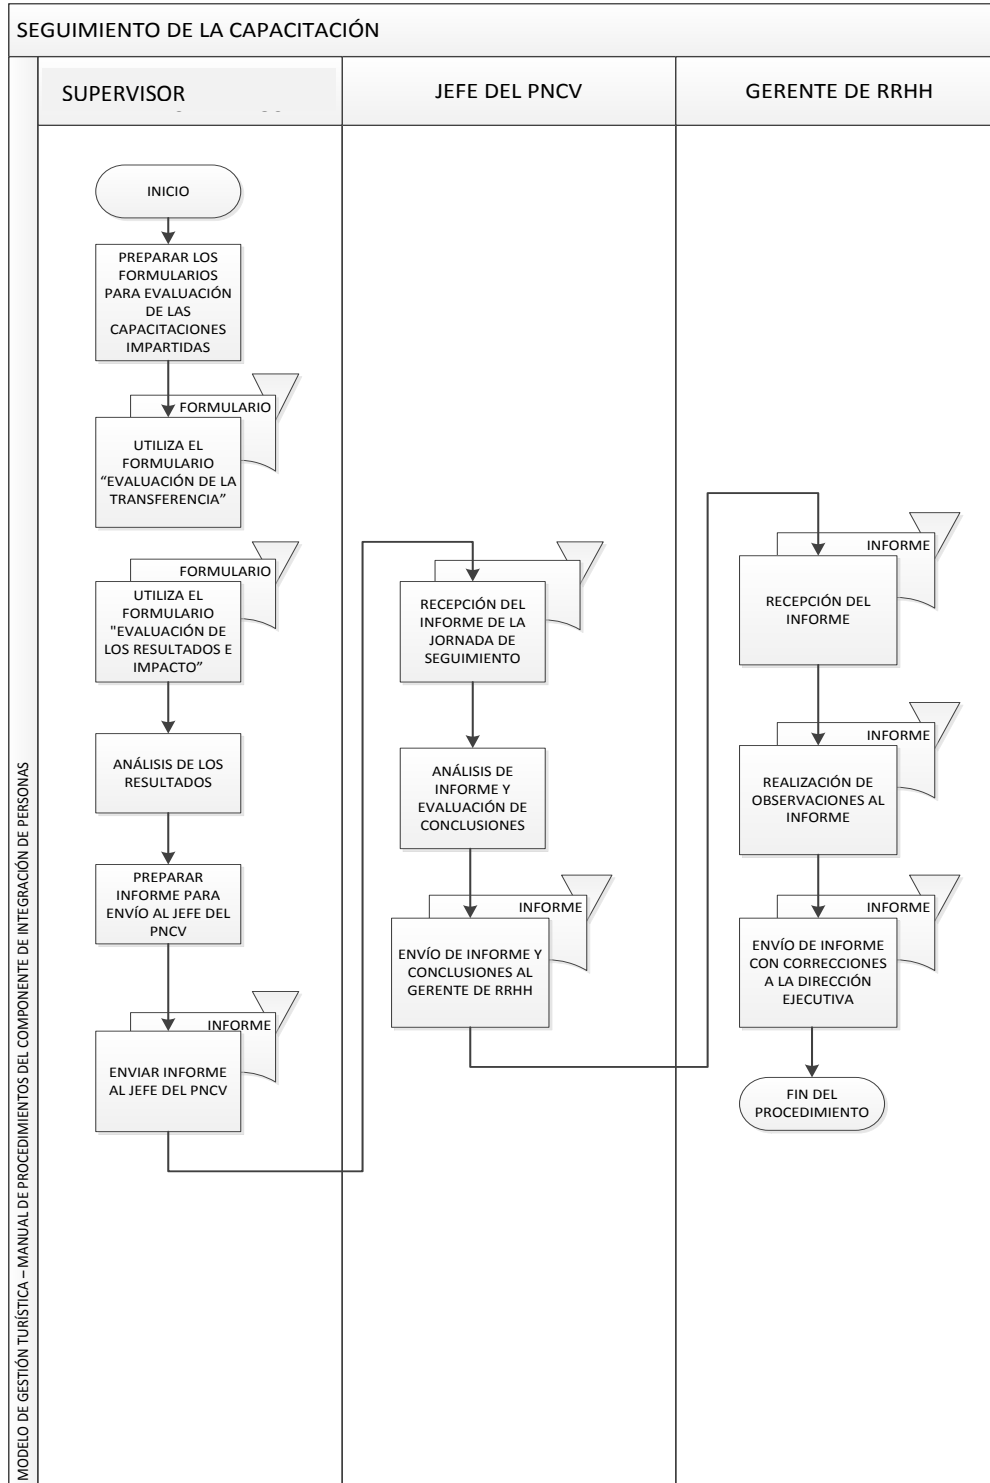 SEGUIMIENTO DE LA CAPACITACIÓN
SUPERVISOR
JEFE DEL PNCV
GERENTE DE RRHH
INICIO
PREPARAR LOS
FORMULARIOS
PARA EVALUACIÓN
DE LAS
CAPACITACIONES
IMPARTIDAS
FORMULARIO
UTILIZA EL
FORMULARIO
“EVALUACIÓN DE LA
TRANSFERENCIA”
FORMULARIO
UTILIZA EL
FORMULARIO
"EVALUACIÓN DE
LOS RESULTADOS E
IMPACTO”
ANÁLISIS DE LOS
RESULTADOS
PREPARAR
INFORME PARA
ENVÍO AL JEFE DEL
PNCV
INFORME
ENVIAR INFORME
AL JEFE DEL PNCV
RECEPCIÓN DEL
INFORME DE LA
JORNADA DE
SEGUIMIENTO
ANÁLISIS DE
INFORME Y
EVALUACIÓN DE
CONCLUSIONES
INFORME
ENVÍO DE INFORME Y
CONCLUSIONES AL
GERENTE DE RRHH
INFORME
RECEPCIÓN DEL
INFORME
INFORME
REALIZACIÓN DE
OBSERVACIONES AL
INFORME
INFORME
ENVÍO DE INFORME
CON CORRECCIONES
A LA DIRECCIÓN
EJECUTIVA
FIN DEL
PROCEDIMIENTO
MODELO DE GESTIÓN TURÍSTICA – MANUAL DE PROCEDIMIENTOS DEL COMPONENTE DE INTEGRACIÓN DE PERSONAS